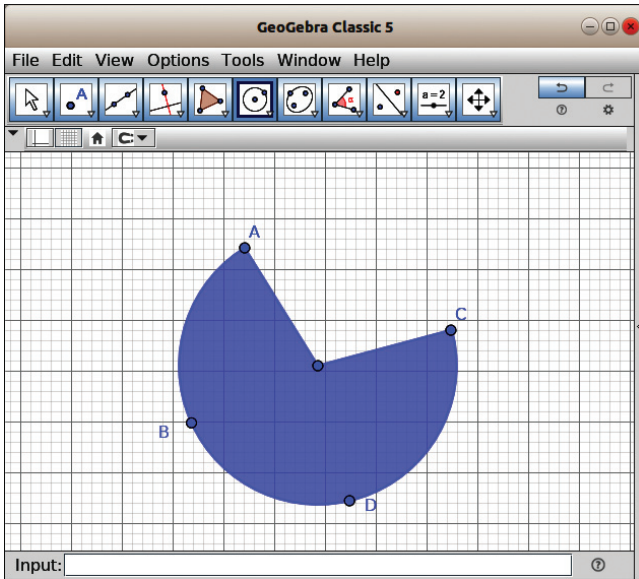 GeoGebra Classic 5
File Edit View Options Tools Window Help
A
a=2
α
C
A
C
B
D
Input: